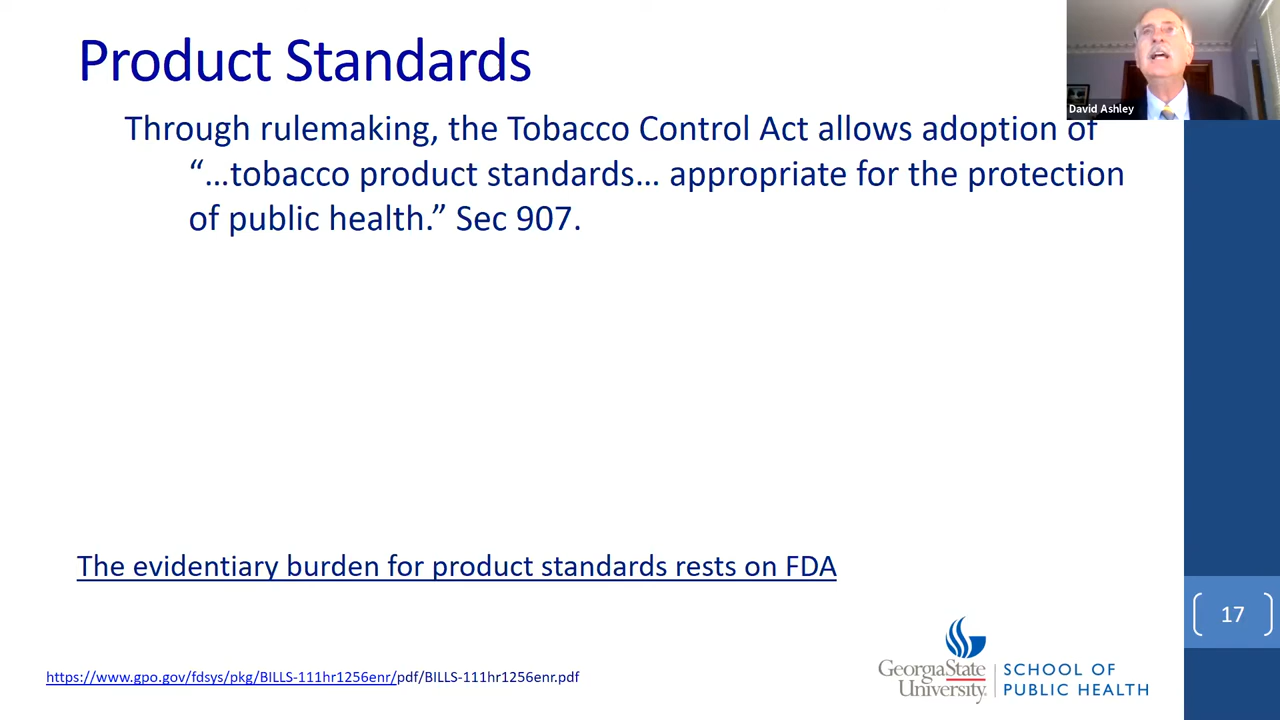 Product Standards
David Ashley
Through rulemaking, the Tobacco Control Act allows adoption of
“…tobacco product standards… appropriate for the protection
of public health.” Sec 907.
The evidentiary burden for product standards rests on FDA
17
https://www.gpo.gov/fdsys/pkg/BILLS-111hr1256enr/pdf/BILLS-111hr1256enr.pdf
GeorgiaState
University.
SCHOOL OF
PUBLIC HEALTH